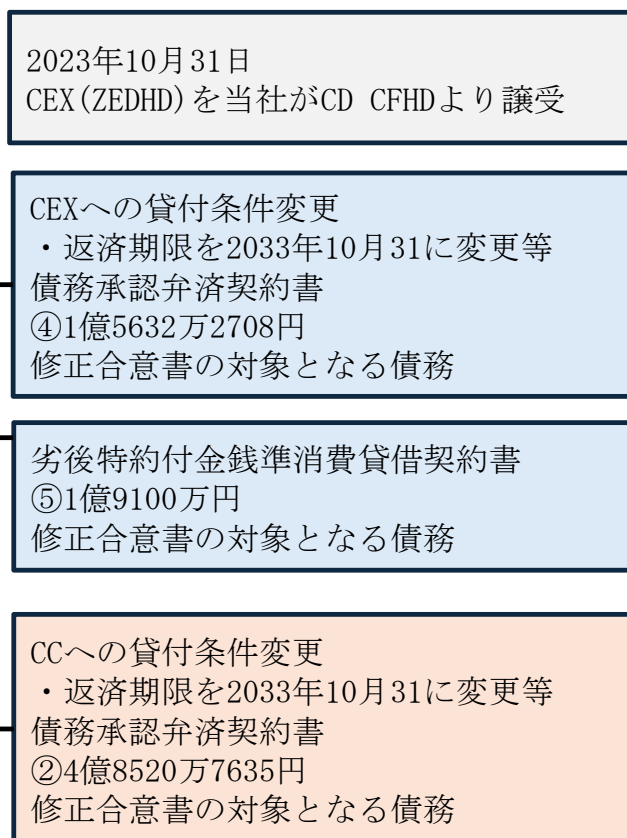 2023年10月31日
CEX(ZEDHD)を当社がCD CFHDより譲受
CEXへの貸付条件変更
・返済期限を2033年10月31に変更等
債務承認弁済契約書
④1億5632万2708円
修正合意書の対象となる債務
劣後特約付金銭準消費貸借契約書
⑤1億9100万円
修正合意書の対象となる債務
CCへの貸付条件変更
・返済期限を2033年10月31に変更等
債務承認弁済契約書
②4億8520万7635円
修正合意書の対象となる債務